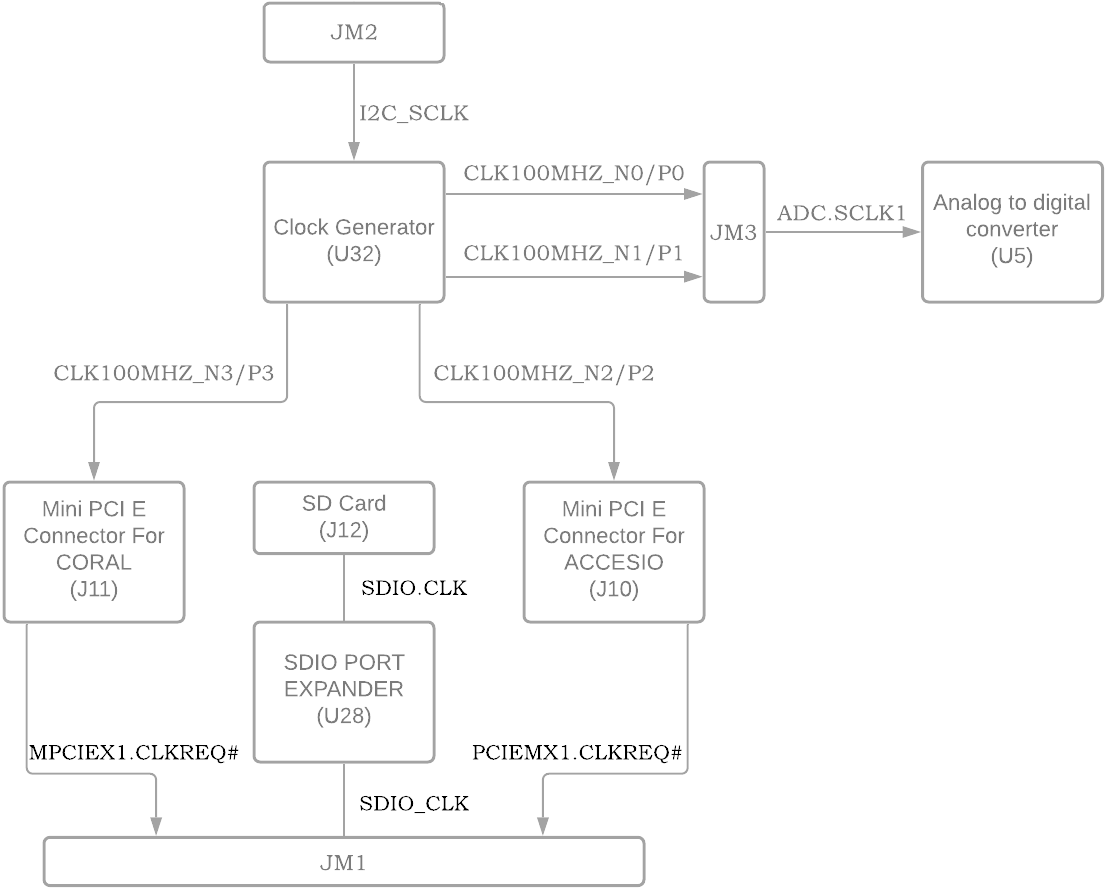 JM2
I2C_SCLK
Clock Generator
(U32)
CLK100MHZ_N0/P0
CLK100MHZ_N1/P1
JM3
ADC.SCLK1
Analog to digital
converter
(U5)
CLK100MHZ_N3/P3
CLK100MHZ_N2/P2
Mini PCI E
Connector For
CORAL
(J11)
SD Card
(J12)
Mini PCI E
Connector For
ACCESIO
(J10)
SDIO.CLK
SDIO PORT
EXPANDER
(U28)
MPCIEX1.CLKREQ#
PCIEMX1.CLKREQ#
SDIO_CLK
JM1